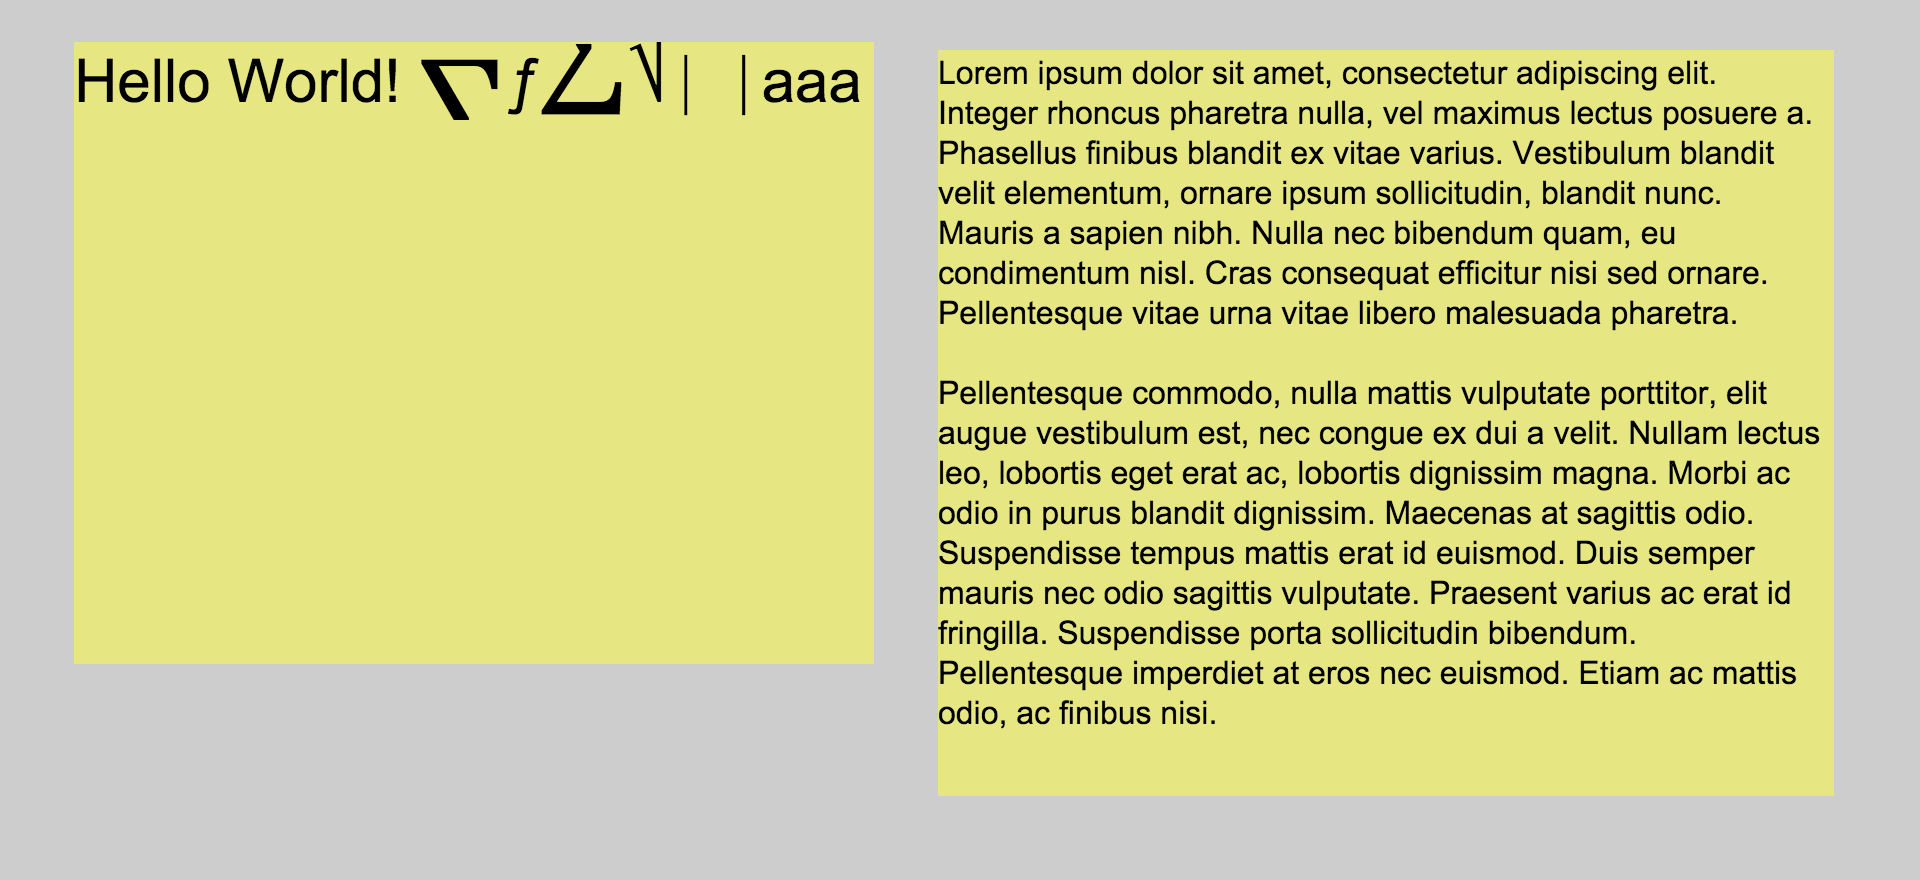 Hello World! ƒ aaa
Lorem ipsum dolor sit amet, consectetur adipiscing elit.
Integer rhoncus pharetra nulla, vel maximus lectus posuere a.
Phasellus finibus blandit ex vitae varius. Vestibulum blandit
velit elementum, ornare ipsum sollicitudin, blandit nunc.
Mauris a sapien nibh. Nulla nec bibendum quam, eu
condimentum nisl. Cras consequat efficitur nisi sed ornare.
Pellentesque vitae urna vitae libero malesuada pharetra.
Pellentesque commodo, nulla mattis vulputate porttitor, elit
augue vestibulum est, nec congue ex dui a velit. Nullam lectus
leo, lobortis eget erat ac, lobortis dignissim magna. Morbi ac
odio in purus blandit dignissim. Maecenas at sagittis odio.
Suspendisse tempus mattis erat id euismod. Duis semper
mauris nec odio sagittis vulputate. Praesent varius ac erat id
fringilla. Suspendisse porta sollicitudin bibendum.
Pellentesque imperdiet at eros nec euismod. Etiam ac mattis
odio, ac finibus nisi.